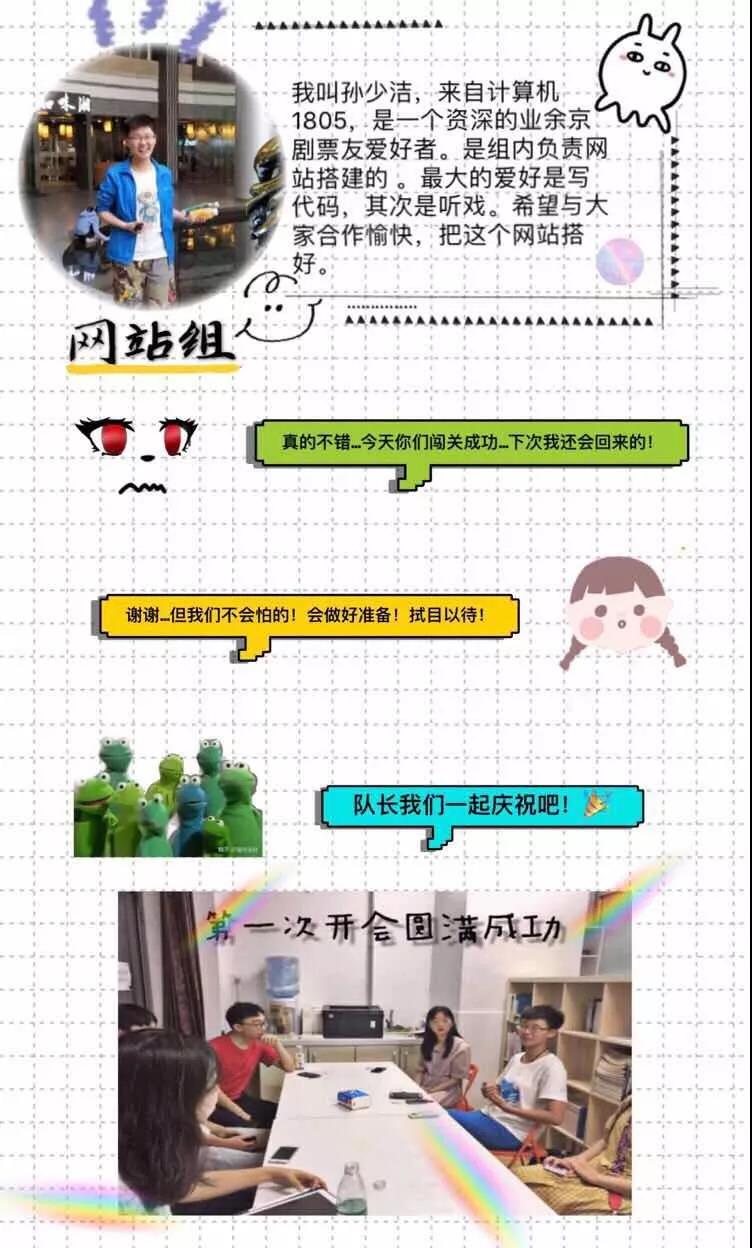 味湘
我叫孙少洁，来自计算机
1805，是一个资深的业余京
剧票友爱好者。是组内负责网
站搭建的 。最大的爱好是写
代码，其次是听戏。希望与大
家合作愉快，把这个网站搭
好。
网站组
真的不错...今天你们闯关成功...下次我还会回来的！
谢谢...但我们不会怕的！会做好准备！拭目以待！
队长我们一起庆祝吧！🎉
第一次开会圆满成功